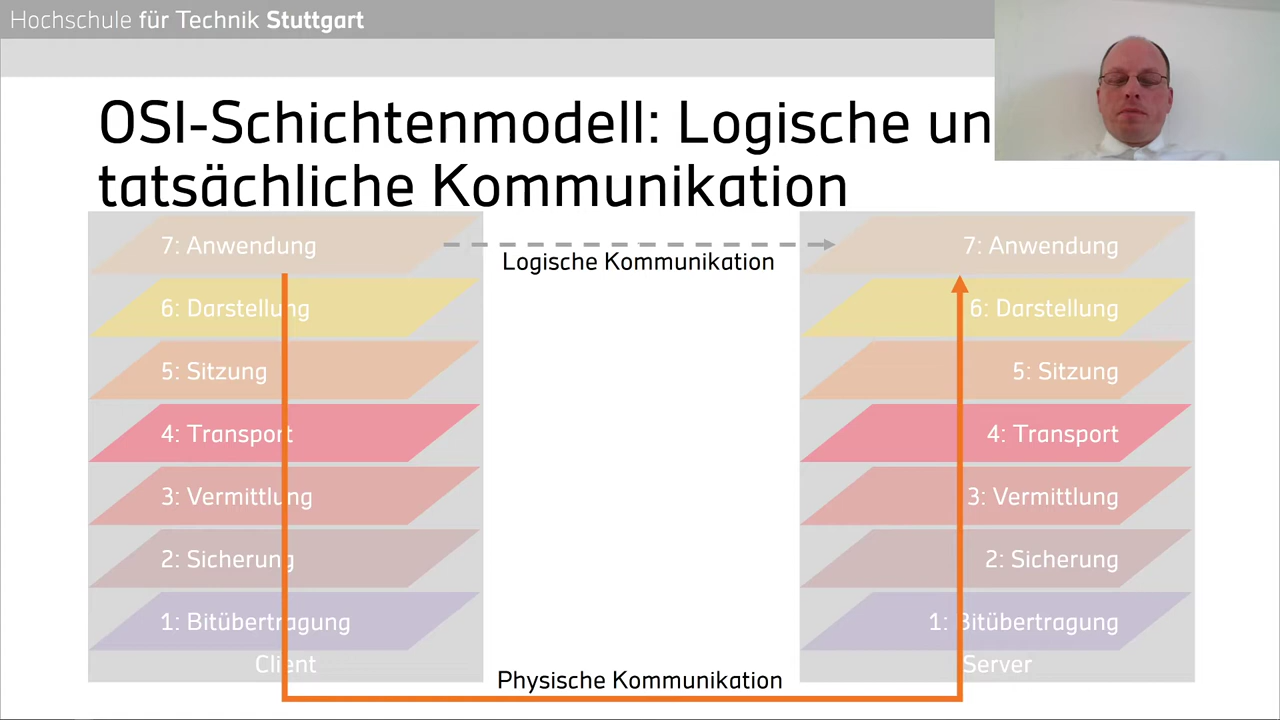 Hochschule für Technik Stuttgart
OSI-Schichtenmodell: Logische un
tatsächliche Kommunikation
7: Anwendung
6: Darstellung
5: Sitzung
4: Transport
3: Vermittlung
2: Sicherung
1: Bitübertragung
Client
Logische Kommunikation
Physische Kommunikation
7: Anwendung
6: Darstellung
5: Sitzung
4: Transport
3: Vermittlung
2: Sicherung
1: Bitübertragung
Server